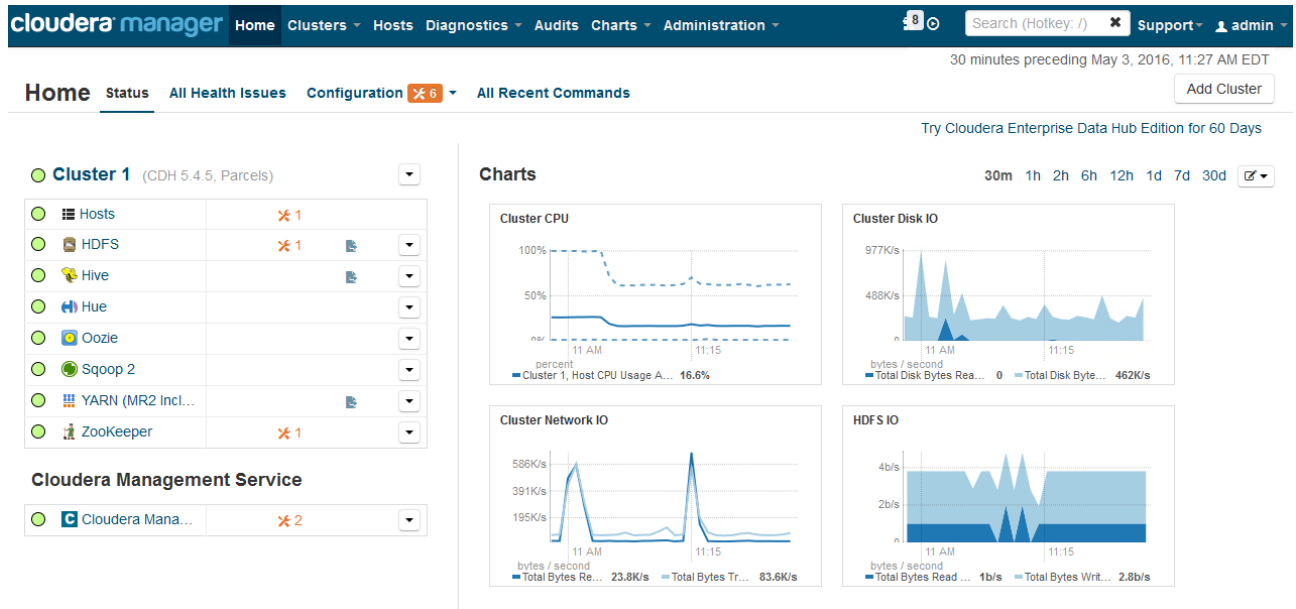 cloudera manager Home Clusters Hosts Diagnostics Audits Charts Administration 8 Search (Hotkey: /) Support admin
30 minutes preceding May 3, 2016, 11:27 AM EDT
Home Status All Health Issues Configuration 6 All Recent Commands Add Cluster
Try Cloudera Enterprise Data Hub Edition for 60 Days
Cluster 1 (CDH 5.4.5, Parcels)
Hosts 1
HDFS 1
Hive
Hue
Oozie
Sqoop 2
YARN (MR2 Incl...
ZooKeeper 1
Cloudera Management Service
C Cloudera Mana... 2
Charts 30m 1h 2h 6h 12h 1d 7d 30d
Cluster CPU
100%
50%
0%
11 AM 11:15
percent
Cluster 1, Host CPU Usage A... 16.6%
Cluster Disk IO
977K/s
488K/s
0
11 AM 11:15
bytes / second
Total Disk Bytes Rea... 0 Total Disk Byte... 462K/s
Cluster Network IO
586K/s
391K/s
195K/s
11 AM 11:15
bytes / second
Total Bytes Re... 23.8K/s Total Bytes Tr... 83.6K/s
HDFS IO
4b/s
2b/s
0
11 AM 11:15
bytes / second
Total Bytes Read ... 1b/s Total Bytes Writ... 2.8b/s